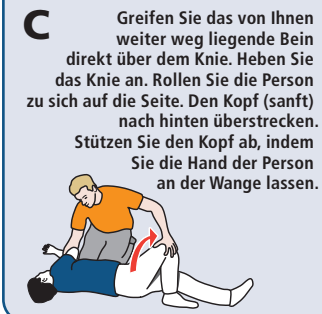 C
Greifen Sie das von Ihnen
weiter weg liegende Bein
direkt über dem Knie. Heben Sie
das Knie an. Rollen Sie die Person
zu sich auf die Seite. Den Kopf (sanft)
nach hinten überstrecken.
Stützen Sie den Kopf ab, indem
Sie die Hand der Person
an der Wange lassen.